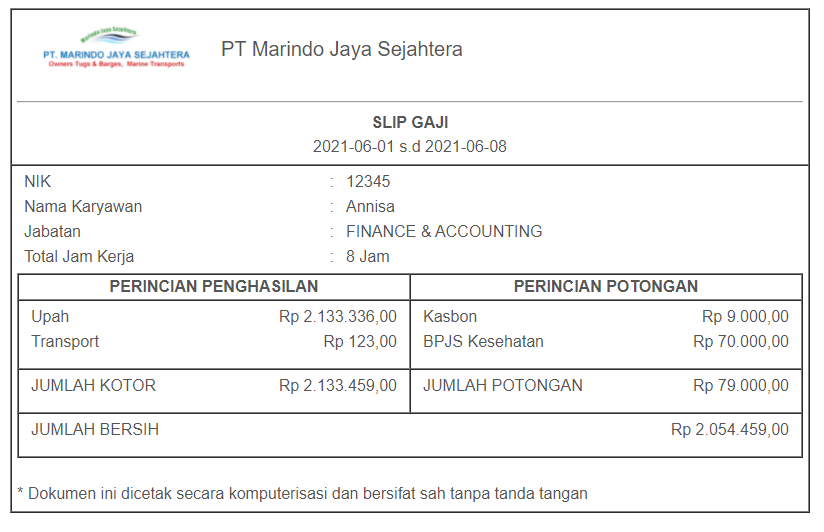 Marindo Jaya Sejahtera
PT. MARINDO JAYA SEJAHTERA
Owners Tugs & Barges, Marine Transports
PT Marindo Jaya Sejahtera
SLIP GAJI
2021-06-01 s.d 2021-06-08
NIK : 12345
Nama Karyawan : Annisa
Jabatan : FINANCE & ACCOUNTING
Total Jam Kerja : 8 Jam
PERINCIAN PENGHASILAN PERINCIAN POTONGAN
Upah Rp 2.133.336,00 Kasbon Rp 9.000,00
Transport Rp 123,00 BPJS Kesehatan Rp 70.000,00
JUMLAH KOTOR Rp 2.133.459,00 JUMLAH POTONGAN Rp 79.000,00
JUMLAH BERSIH Rp 2.054.459,00
* Dokumen ini dicetak secara komputerisasi dan bersifat sah tanpa tanda tangan